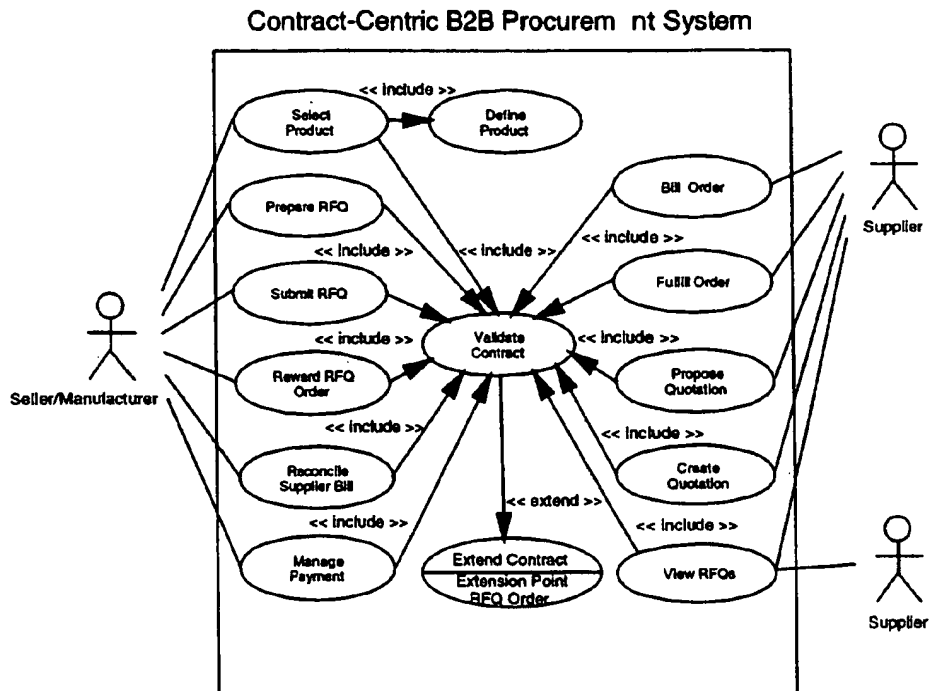 Contract-Centric B2B Procurem nt System
<< include >>
Select
Product
Define
Product
Prepare RFQ
Bill Order
Supplier
<< include >>
<< include >>
<< include >>
Submit RFQ
Fulfill Order
Validate
Contract
<< include >>
<< include >>
Reward RFQ
Order
Propose
Quotation
Seller/Manufacturer
<< include >>
<< include >>
Reconcile
Supplier Bill
Create
Quotation
<< extend >>
<< include >>
<< include >>
Manage
Payment
Extend Contract
Extension Point
RFQ Order
View RFQs
Supplier